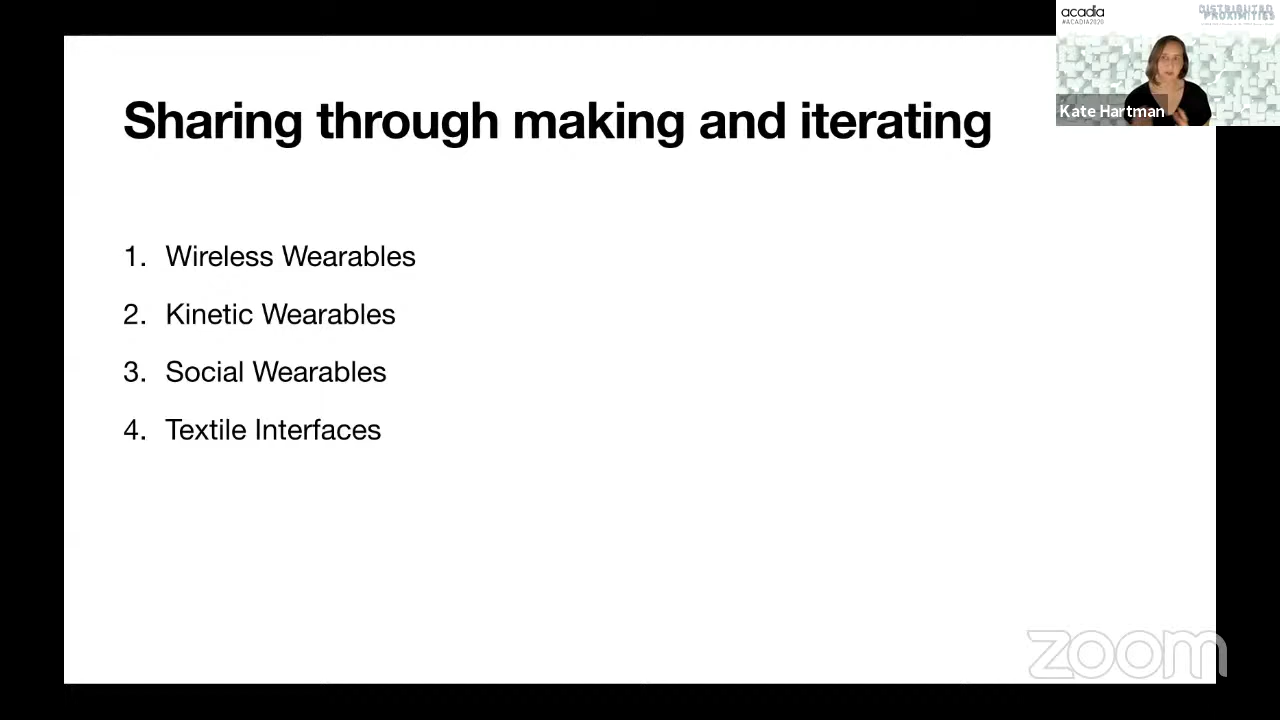 acadia
#ACADIA2020
DISTRIBUTED
PROXIMITIES
Kate Hartman
Sharing through making and iterating
1. Wireless Wearables
2. Kinetic Wearables
3. Social Wearables
4. Textile Interfaces
zoom